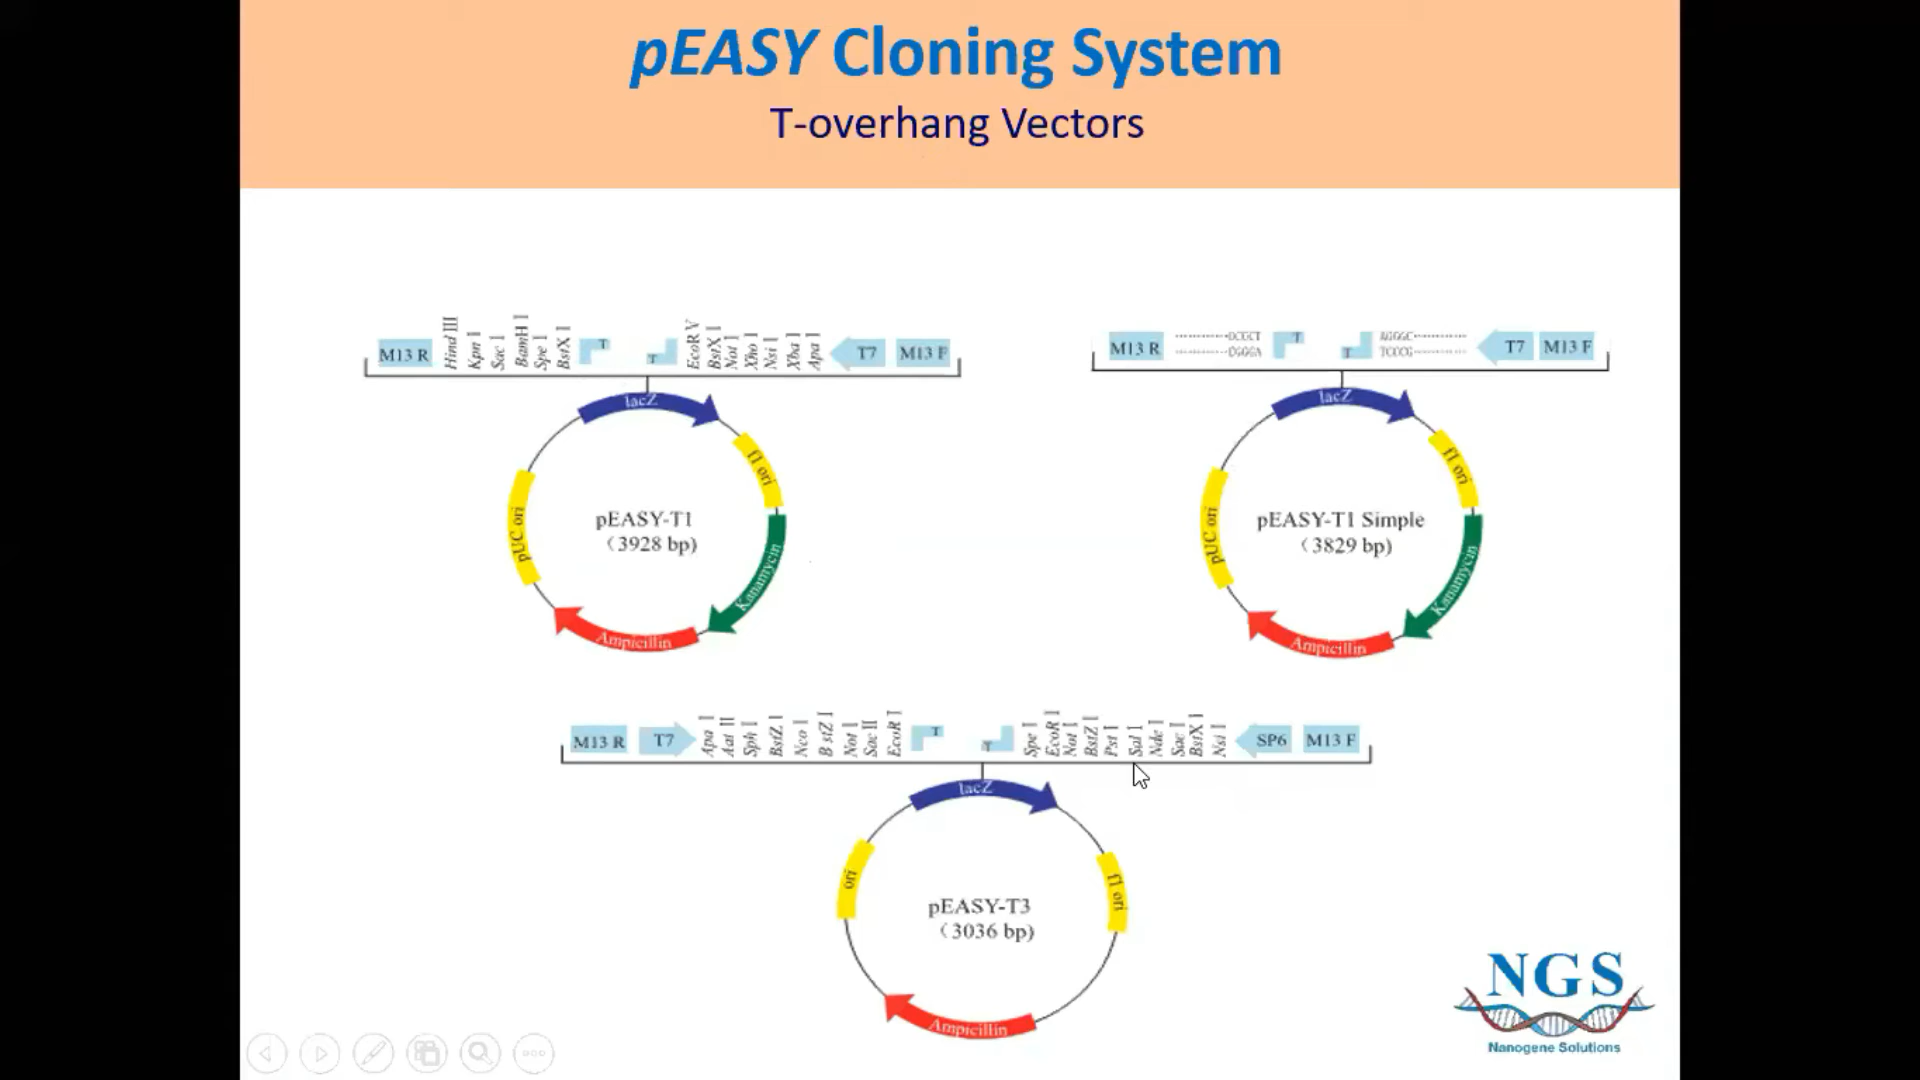 pEASY Cloning System
T-overhang Vectors
M13 R Hind III Kpn I Sac I BamH I Spe I BstX I T T EcoR V BstX I Not I Xho I Nsi I Xba I Apa I T7 M13 F
lacZ
f1 ori
pUC ori
Kanamycin
Ampicillin
pEASY-T1
(3928 bp)
M13 R T T AGGGC T7 M13 F
TCCCG
lacZ
f1 ori
pUC ori
Kanamycin
Ampicillin
pEASY-T1 Simple
(3829 bp)
M13 R T7 Apa I Aat II Sph I BstZ I Nco I BstZ I Not I Sac II EcoR I T T Spe I EcoR I Not I BstZ I Pst I Sal I Nde I Sac I BstX I Nsi I SP6 M13 F
lacZ
ori
f1 ori
Ampicillin
pEASY-T3
(3036 bp)
NGS
Nanogene Solutions